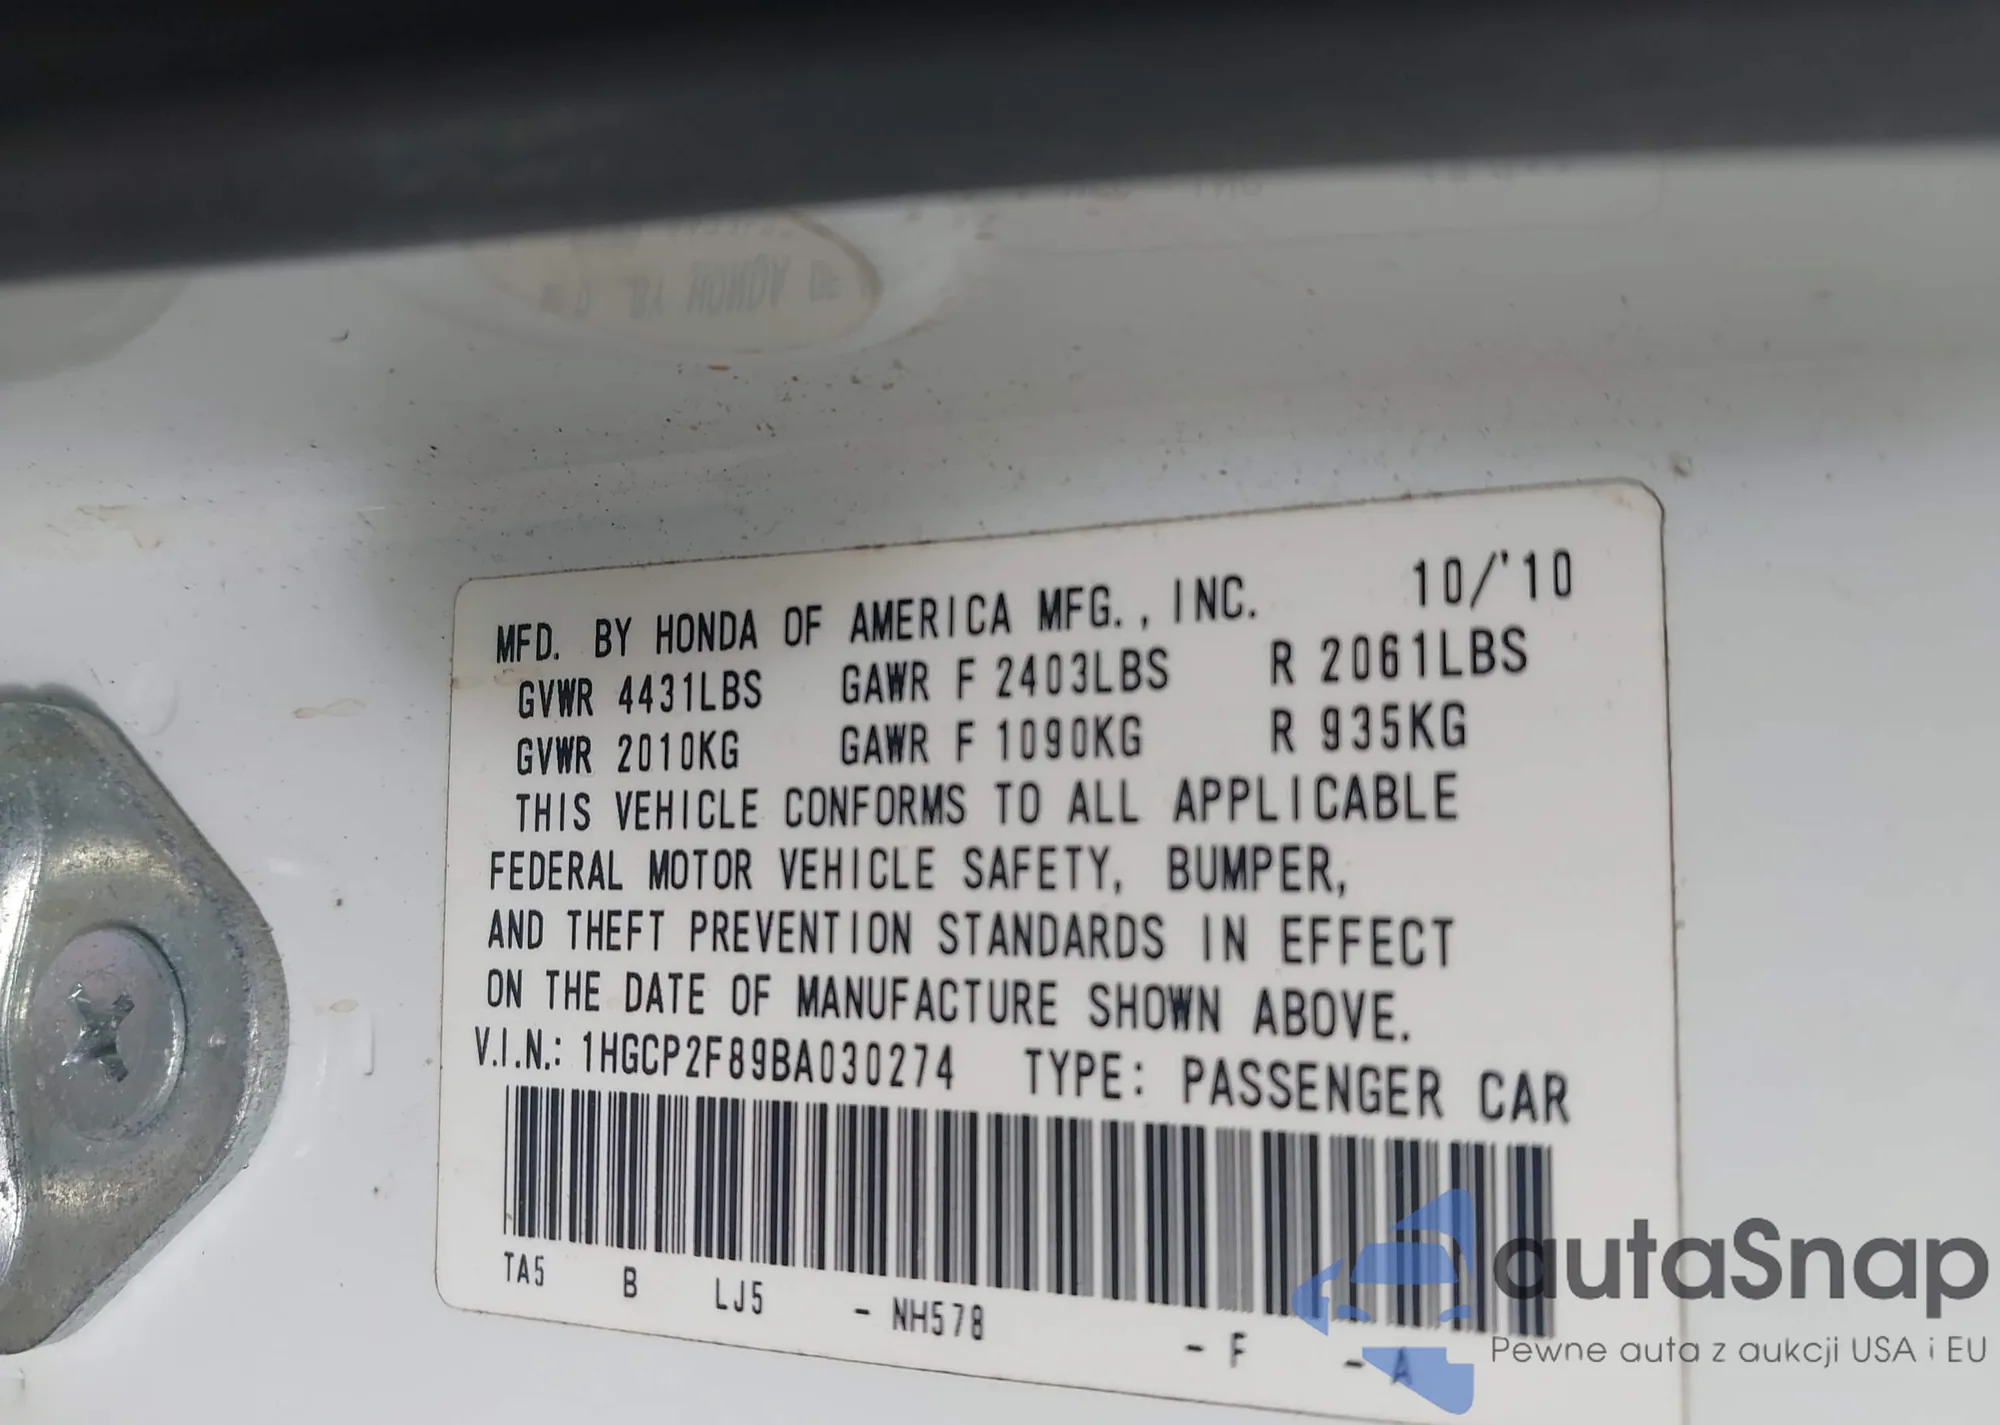 MFD. BY HONDA OF AMERICA MFG., INC. 10/'10
GVWR 4431LBS GAWR F 2403LBS R 2061LBS
GVWR 2010KG GAWR F 1090KG R 935KG
THIS VEHICLE CONFORMS TO ALL APPLICABLE
FEDERAL MOTOR VEHICLE SAFETY, BUMPER,
AND THEFT PREVENTION STANDARDS IN EFFECT
ON THE DATE OF MANUFACTURE SHOWN ABOVE.
V.I.N.: 1HGCP2F89BA030274 TYPE: PASSENGER CAR
TA5 B LJ5 - NH578 - F - A
autaSnap
Pewne auta z aukcji USA i EU